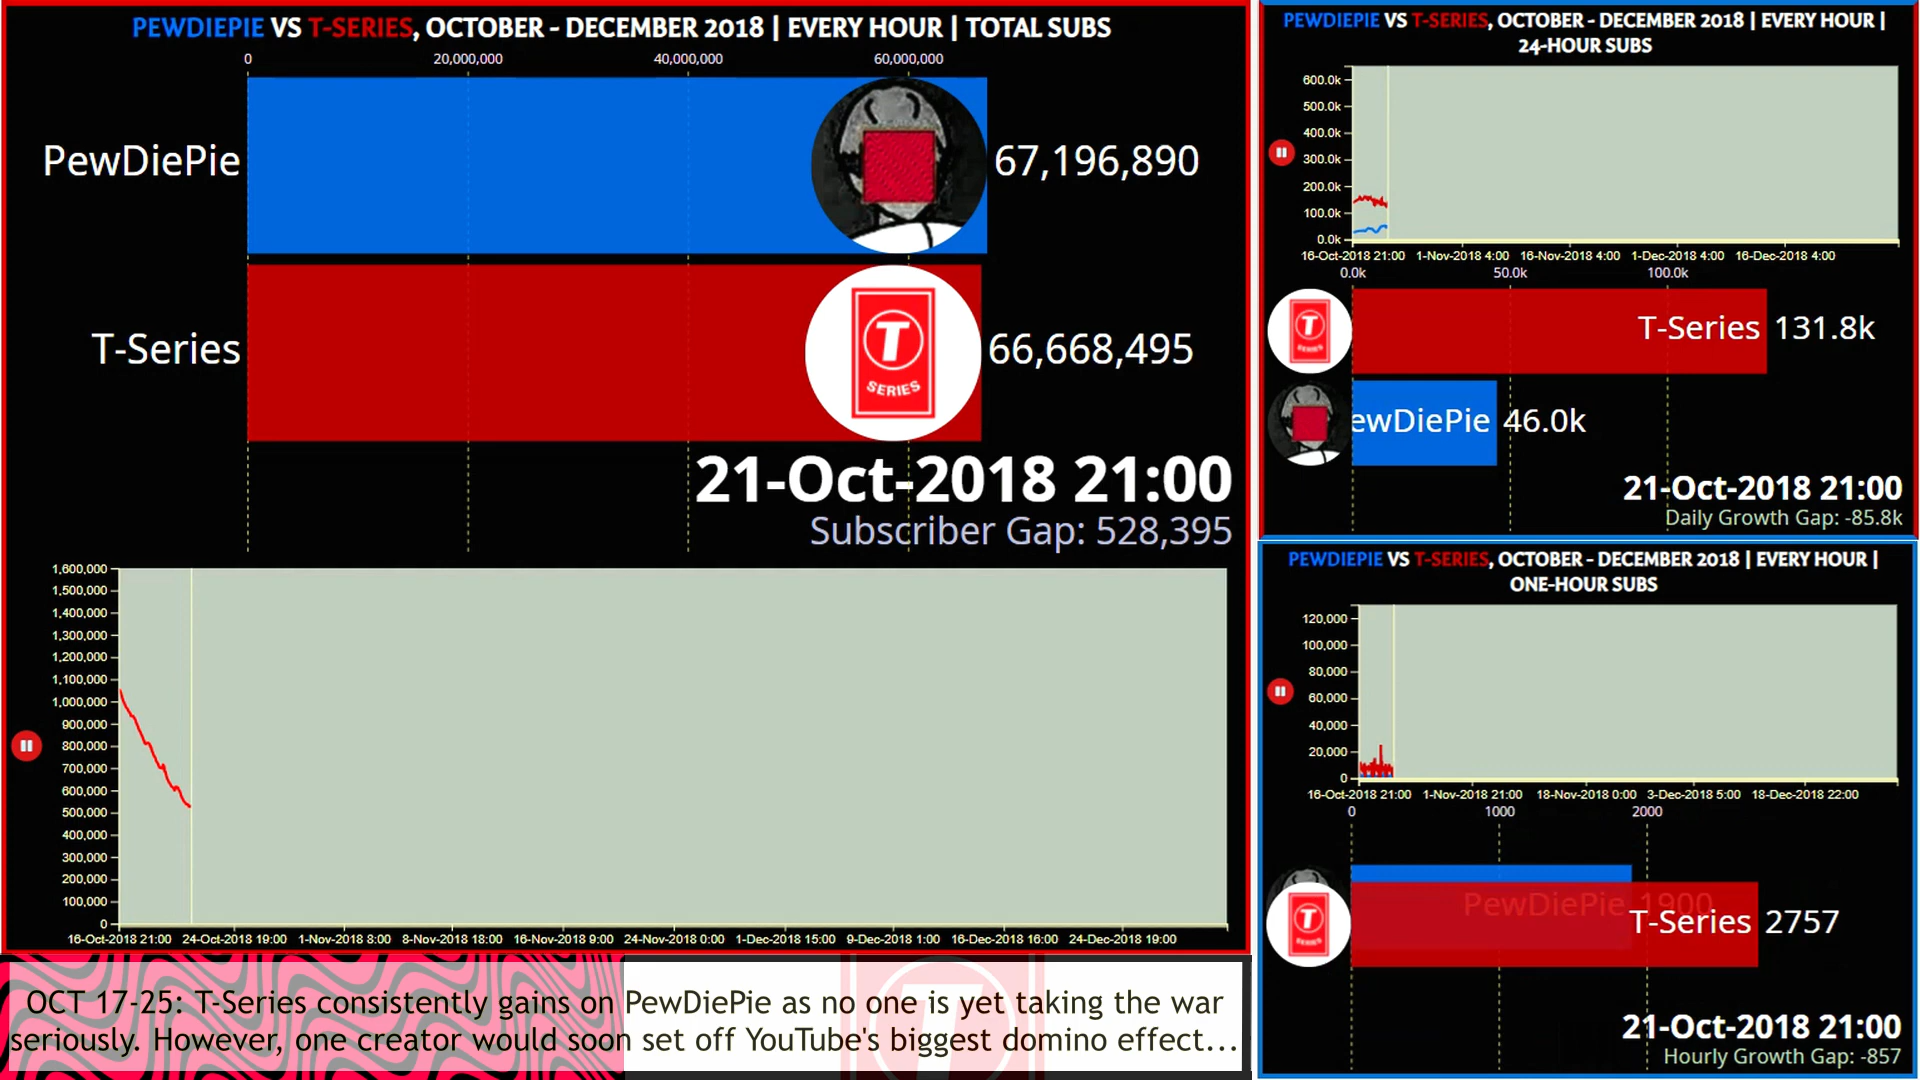 PEWDIEPIE VS T-SERIES, OCTOBER - DECEMBER 2018 | EVERY HOUR | TOTAL SUBS
0 20,000,000 40,000,000 60,000,000
PewDiePie 67,196,890
T-Series 66,668,495
T
SERIES
21-Oct-2018 21:00
Subscriber Gap: 528,395
1,600,000
1,500,000
1,400,000
1,300,000
1,200,000
1,100,000
1,000,000
900,000
800,000
700,000
600,000
500,000
400,000
300,000
200,000
100,000
0
16-Oct-2018 21:00 24-Oct-2018 19:00 1-Nov-2018 8:00 8-Nov-2018 18:00 16-Nov-2018 9:00 24-Nov-2018 0:00 1-Dec-2018 15:00 9-Dec-2018 1:00 16-Dec-2018 16:00 24-Dec-2018 19:00
OCT 17-25: T-Series consistently gains on PewDiePie as no one is yet taking the war
seriously. However, one creator would soon set off YouTube's biggest domino effect...
PEWDIEPIE VS T-SERIES, OCTOBER - DECEMBER 2018 | EVERY HOUR |
24-HOUR SUBS
600.0k
500.0k
400.0k
300.0k
200.0k
100.0k
0.0k
16-Oct-2018 21:00 1-Nov-2018 4:00 16-Nov-2018 4:00 1-Dec-2018 4:00 16-Dec-2018 4:00
0.0k 50.0k 100.0k
T
SERIES
T-Series 131.8k
ewDiePie 46.0k
21-Oct-2018 21:00
Daily Growth Gap: -85.8k
PEWDIEPIE VS T-SERIES, OCTOBER - DECEMBER 2018 | EVERY HOUR |
ONE-HOUR SUBS
120,000
100,000
80,000
60,000
40,000
20,000
0
16-Oct-2018 21:00 1-Nov-2018 21:00 18-Nov-2018 0:00 3-Dec-2018 5:00 18-Dec-2018 22:00
0 1000 2000
PewDiePie 1900
T
SERIES
T-Series 2757
21-Oct-2018 21:00
Hourly Growth Gap: -857